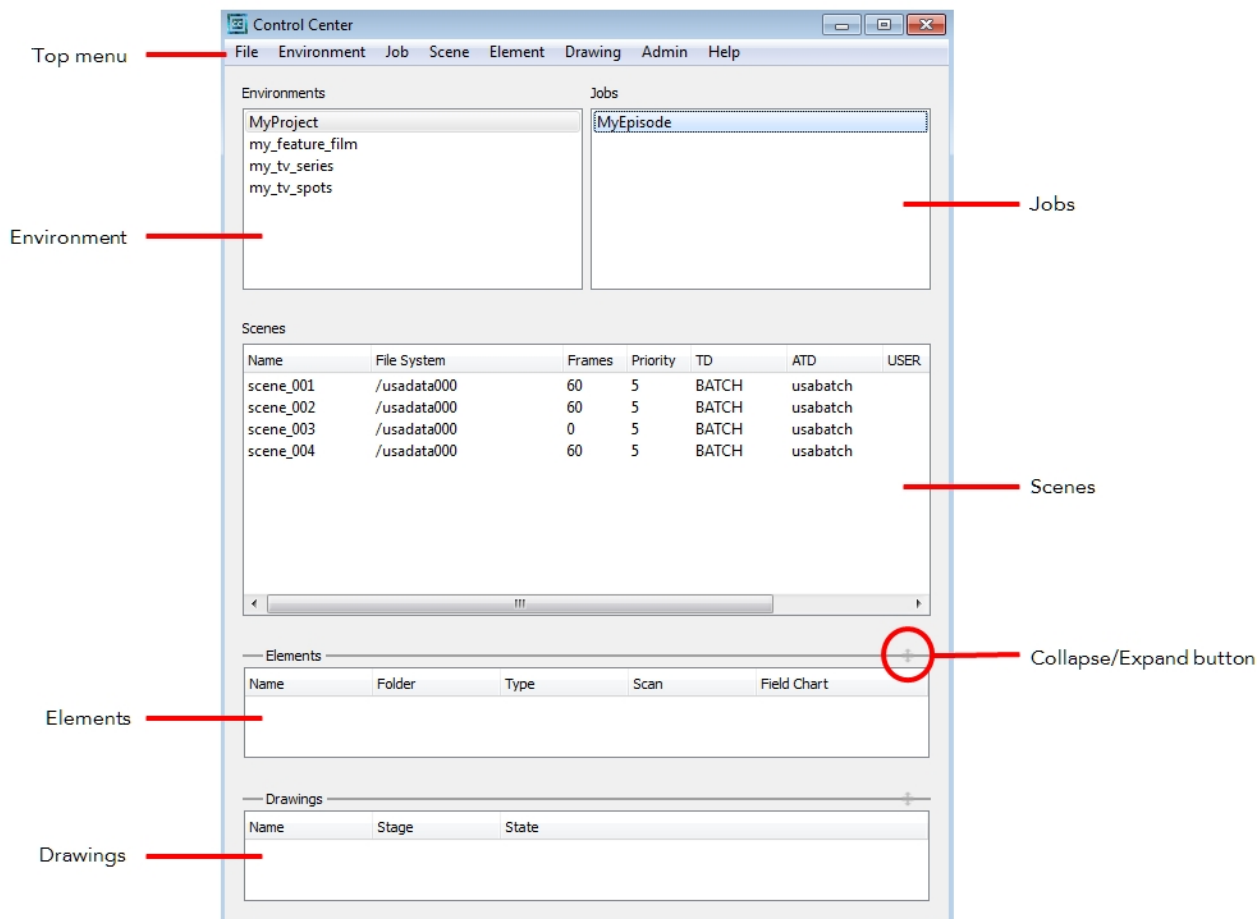 Control Center
Top menu
File Environment Job Scene Element Drawing Admin Help
Environments
Jobs
MyProject
my_feature_film
my_tv_series
my_tv_spots
MyEpisode
Environment
Jobs
Scenes
Name File System Frames Priority TD ATD USER
scene_001 /usadata000 60 5 BATCH usabatch
scene_002 /usadata000 60 5 BATCH usabatch
scene_003 /usadata000 0 5 BATCH usabatch
scene_004 /usadata000 60 5 BATCH usabatch
Scenes
Elements
Collapse/Expand button
Name Folder Type Scan Field Chart
Elements
Drawings
Name Stage State
Drawings